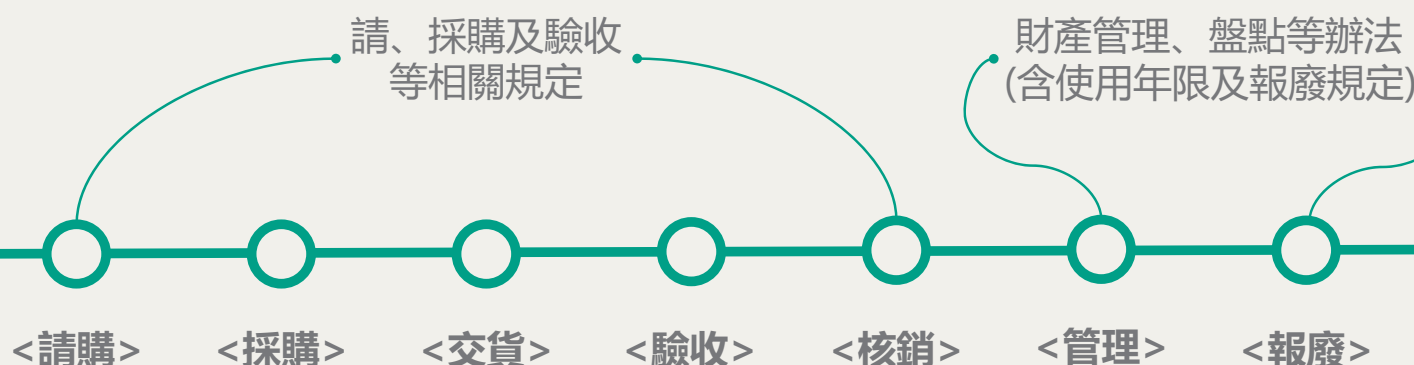 請、採購及驗收
等相關規定
財產管理、盤點等辦法
(含使用年限及報廢規定)
<請購>
<採購>
<交貨>
<驗收>
<核銷>
<管理>
<報廢>